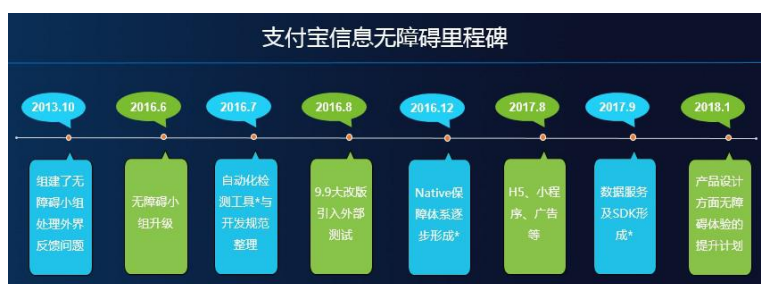 支付宝信息无障碍里程碑
2013.10
2016.6
2016.7
2016.8
2016.12
2017.8
2017.9
2018.1
组建了无
障碍小组
处理外界
反馈问题
无障碍小
组升级
自动化检
测工具*与
开发规范
整理
9.9大改版
引入外部
测试
Native保
障体系逐
步形成*
H5、小程
序、广告
等
数据服务
及SDK形
成*
产品设计
方面无障
碍体验的
提升计划